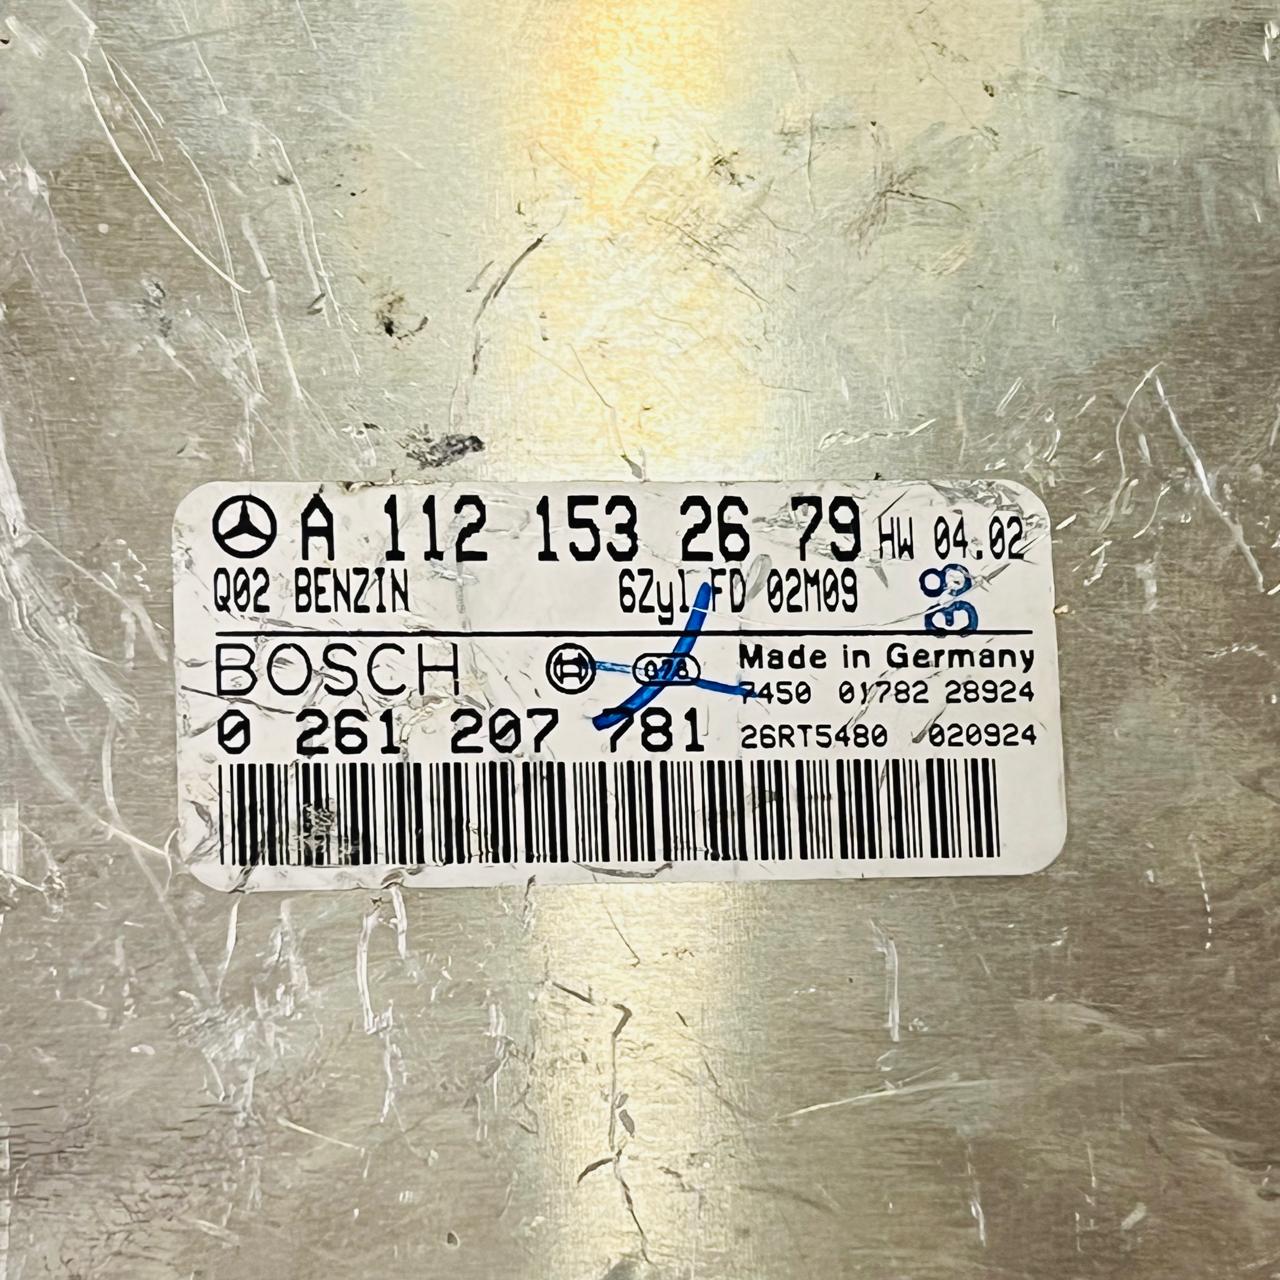 A 112 153 26 79 HW 04.02
Q02 BENZIN 6Zyl FD 02M09
G8
BOSCH 078 Made in Germany
7450 01782 28924
0 261 207 781 26RT5480 020924